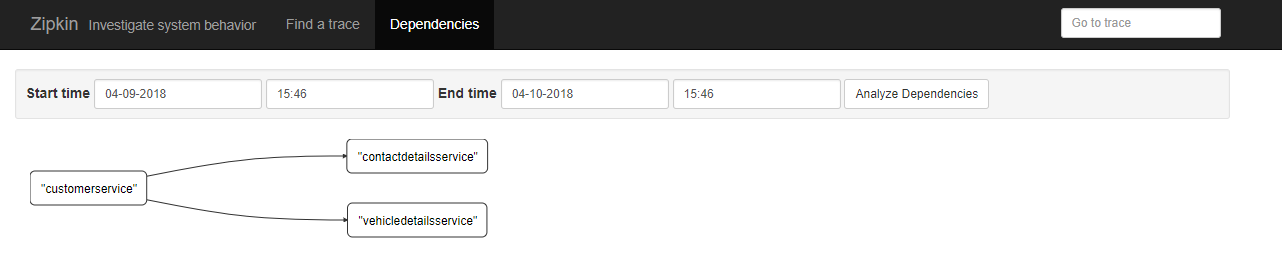 Zipkin Investigate system behavior Find a trace Dependencies Go to trace
Start time 04-09-2018 15:46 End time 04-10-2018 15:46 Analyze Dependencies
"contactdetailsservice"
"customerservice"
"vehicledetailsservice"